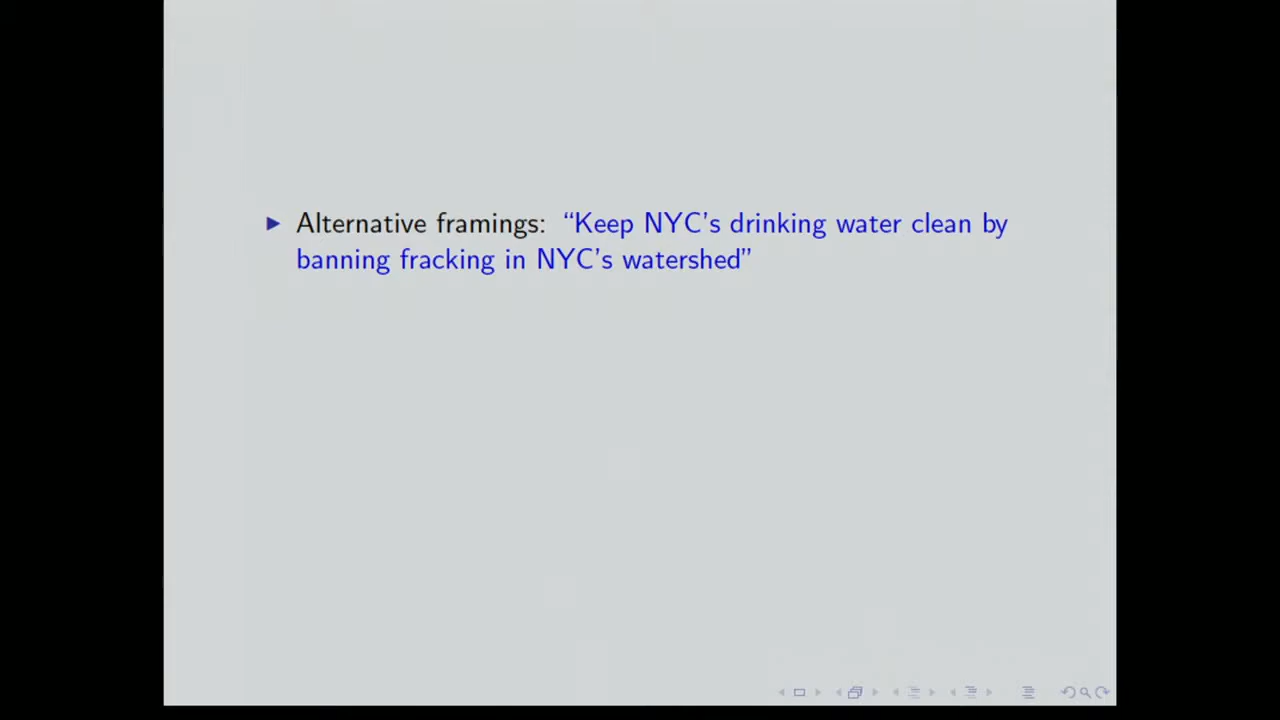 Alternative framings: “Keep NYC’s drinking water clean by
banning fracking in NYC’s watershed”